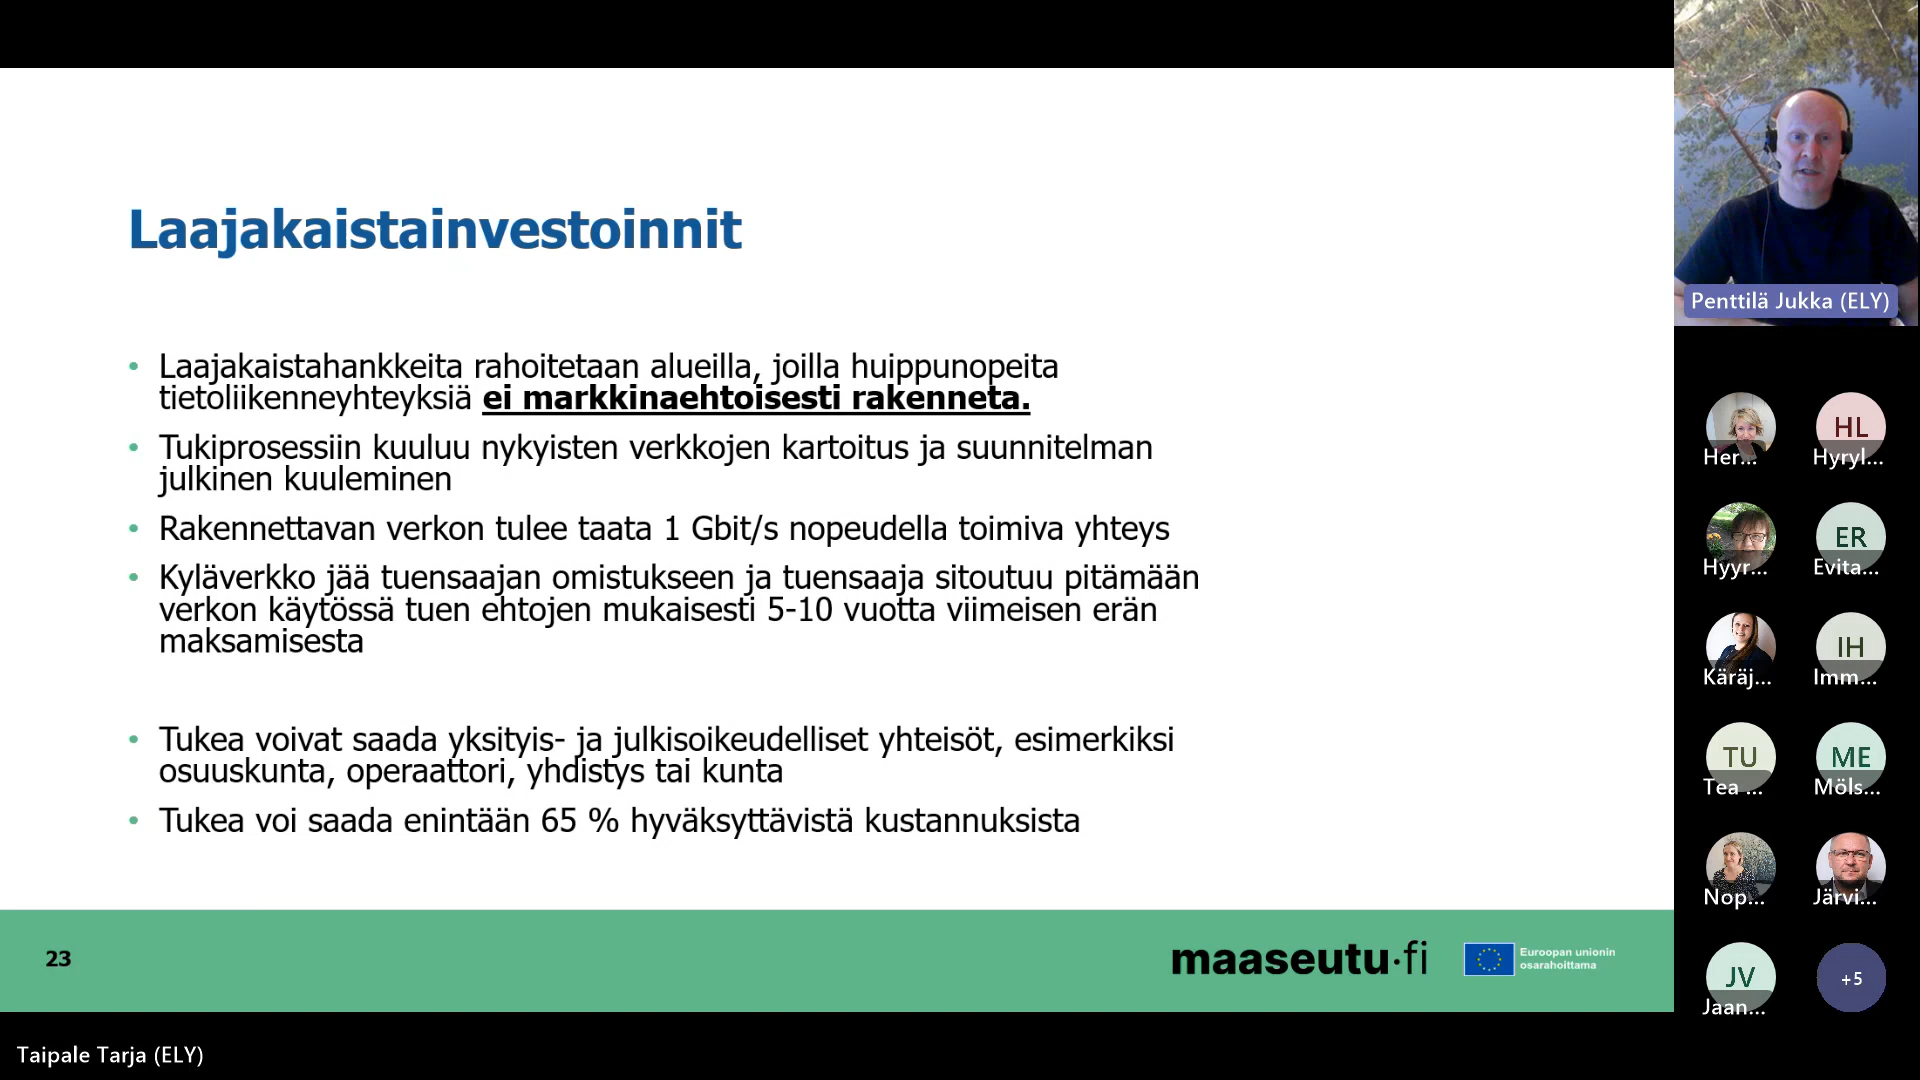 Laajakaistainvestoinnit
• Laajakaistahankkeita rahoitetaan alueilla, joilla huippunopeita
tietoliikenneyhteyksiä ei markkinaehtoisesti rakenneta.
• Tukiprosessiin kuuluu nykyisten verkkojen kartoitus ja suunnitelman
julkinen kuuleminen
• Rakennettavan verkon tulee taata 1 Gbit/s nopeudella toimiva yhteys
• Kyläverkko jää tuensaajan omistukseen ja tuensaaja sitoutuu pitämään
verkon käytössä tuen ehtojen mukaisesti 5-10 vuotta viimeisen erän
maksamisesta
• Tukea voivat saada yksityis- ja julkisoikeudelliset yhteisöt, esimerkiksi
osuuskunta, operaattori, yhdistys tai kunta
• Tukea voi saada enintään 65 % hyväksyttävistä kustannuksista
23
maaseutu.fi
Euroopan unionin
osarahoittama
Taipale Tarja (ELY)
Penttilä Jukka (ELY)
Her...
HL
Hyryl...
Hyyr...
ER
Evita...
Käräj...
IH
Imm...
TU
Tea ...
ME
Möls...
Nop...
Järvi...
JV
Jaan...
+5